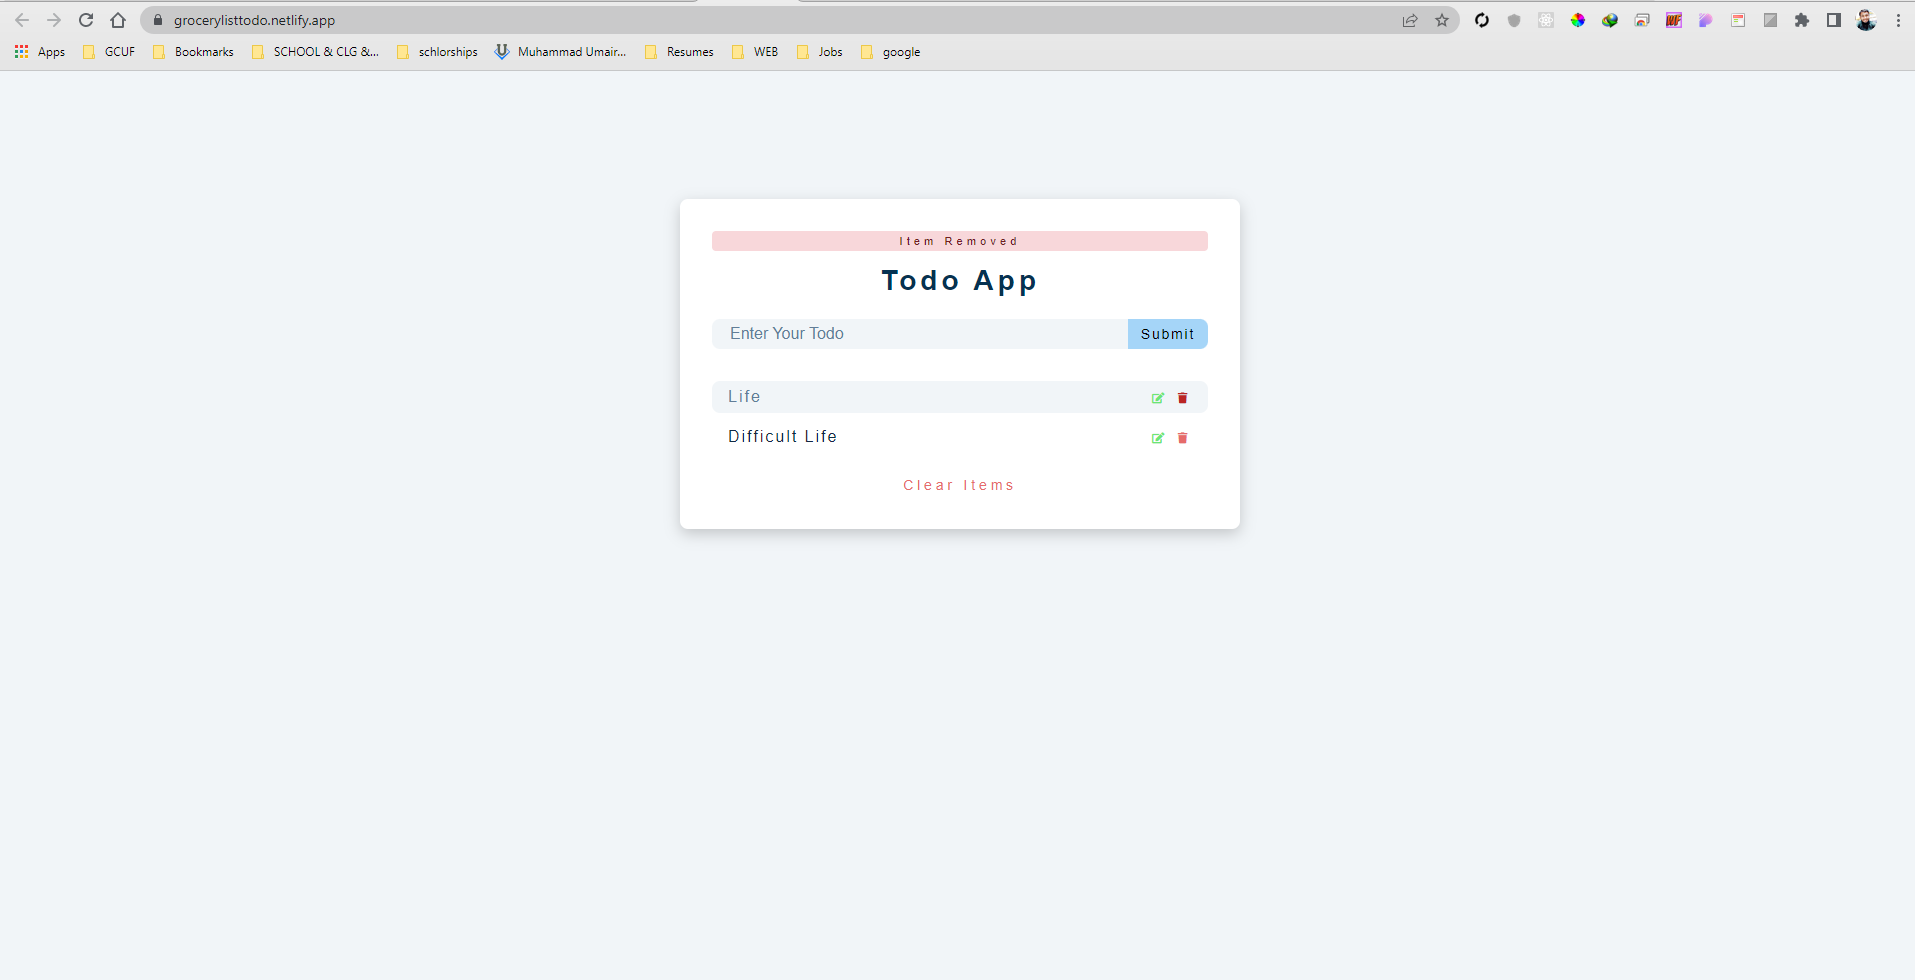 grocerylisttodo.netlify.app
Apps GCUF Bookmarks SCHOOL & CLG &... schlorships Muhammad Umair... Resumes WEB Jobs google
Item Removed
Todo App
Enter Your Todo Submit
Life
Difficult Life
Clear Items